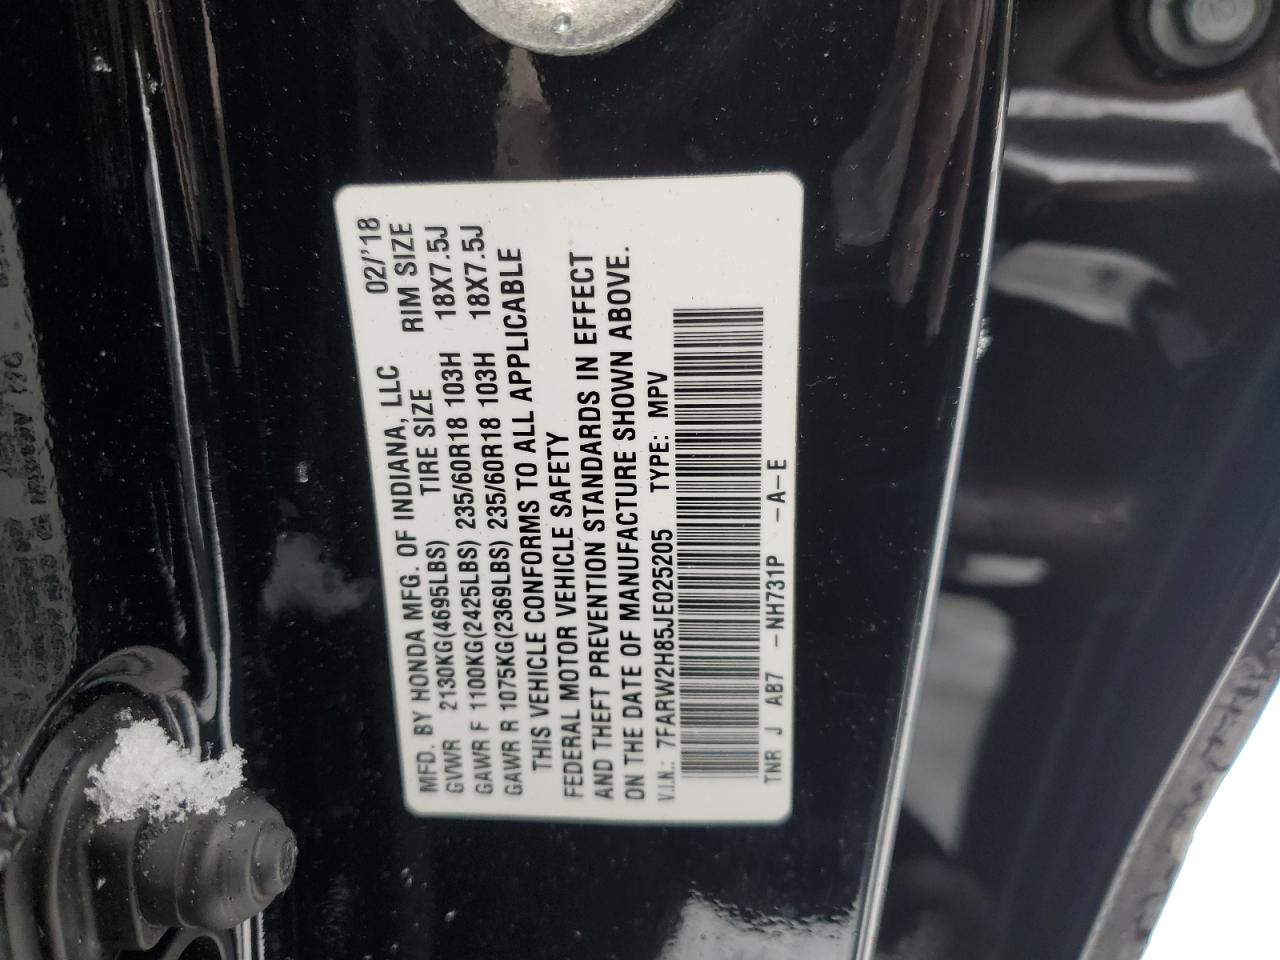 MFD. BY HONDA MFG. OF INDIANA, LLC 02/'18
GVWR 2130KG(4695LBS) TIRE SIZE RIM SIZE
GAWR F 1100KG(2425LBS) 235/60R18 103H 18X7.5J
GAWR R 1075KG(2369LBS) 235/60R18 103H 18X7.5J
THIS VEHICLE CONFORMS TO ALL APPLICABLE
FEDERAL MOTOR VEHICLE SAFETY
AND THEFT PREVENTION STANDARDS IN EFFECT
ON THE DATE OF MANUFACTURE SHOWN ABOVE.
V.I.N.: 7FARW2H85JE025205 TYPE: MPV
TNR J AB7 -NH731P -A-E